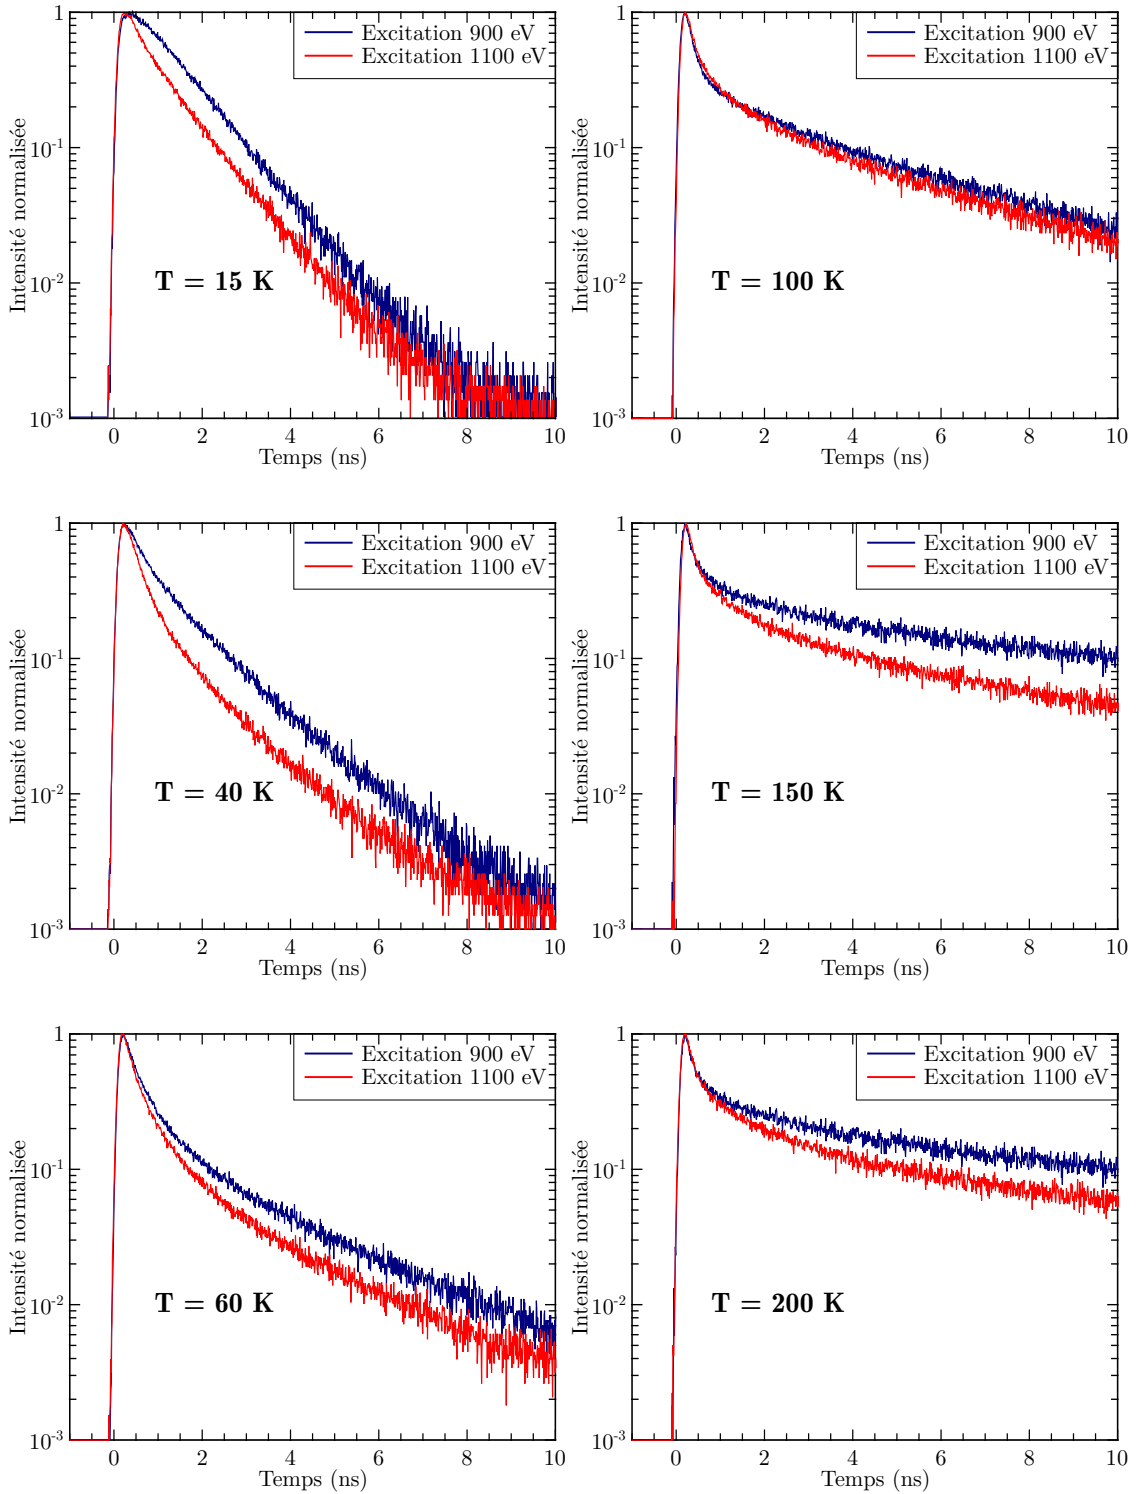 Intensité normalisée
1
10-1
10-2
10-3
Excitation 900 eV
Excitation 1100 eV
T = 15 K
0 2 4 6 8 10
Temps (ns)
Intensité normalisée
1
10-1
10-2
10-3
Excitation 900 eV
Excitation 1100 eV
T = 100 K
0 2 4 6 8 10
Temps (ns)
Intensité normalisée
1
10-1
10-2
10-3
Excitation 900 eV
Excitation 1100 eV
T = 40 K
0 2 4 6 8 10
Temps (ns)
Intensité normalisée
1
10-1
10-2
10-3
Excitation 900 eV
Excitation 1100 eV
T = 150 K
0 2 4 6 8 10
Temps (ns)
Intensité normalisée
1
10-1
10-2
10-3
Excitation 900 eV
Excitation 1100 eV
T = 60 K
0 2 4 6 8 10
Temps (ns)
Intensité normalisée
1
10-1
10-2
10-3
Excitation 900 eV
Excitation 1100 eV
T = 200 K
0 2 4 6 8 10
Temps (ns)